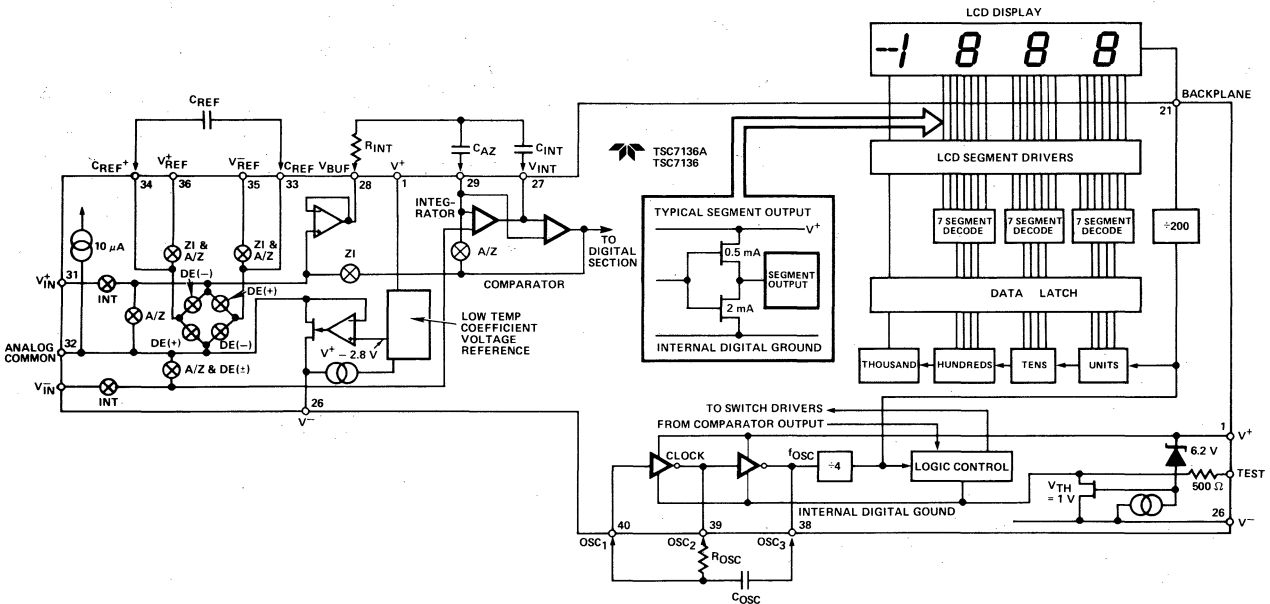 LCD DISPLAY
-1 8 8 8
BACKPLANE
21
CREF
RINT
CAZ
CINT
TSC7136A
TSC7136
CREF+
V+REF
V-REF
CREF
VBUF
V+
VINT
34
36
35
33
28
1
29
27
LCD SEGMENT DRIVERS
INTEG-
RATOR
TYPICAL SEGMENT OUTPUT
V+
7 SEGMENT
DECODE
7 SEGMENT
DECODE
7 SEGMENT
DECODE
÷200
10 µA
ZI &
A/Z
ZI &
A/Z
TO
DIGITAL
SECTION
0.5 mA
SEGMENT
OUTPUT
2 mA
V+IN
31
INT
DE(−)
DE(+)
ZI
A/Z
COMPARATOR
DATA LATCH
A/Z
DE(+)
DE(−)
LOW TEMP
COEFFICIENT
VOLTAGE
REFERENCE
V+ − 2.8 V
INTERNAL DIGITAL GROUND
ANALOG
COMMON
32
A/Z & DE(±)
THOUSAND
HUNDREDS
TENS
UNITS
V-IN
INT
26
V−
TO SWITCH DRIVERS
FROM COMPARATOR OUTPUT
1
V+
CLOCK
fOSC
÷4
LOGIC CONTROL
6.2 V
TEST
500 Ω
VTH
= 1 V
INTERNAL DIGITAL GOUND
26
V−
40
39
38
OSC1
OSC2
OSC3
ROSC
COSC